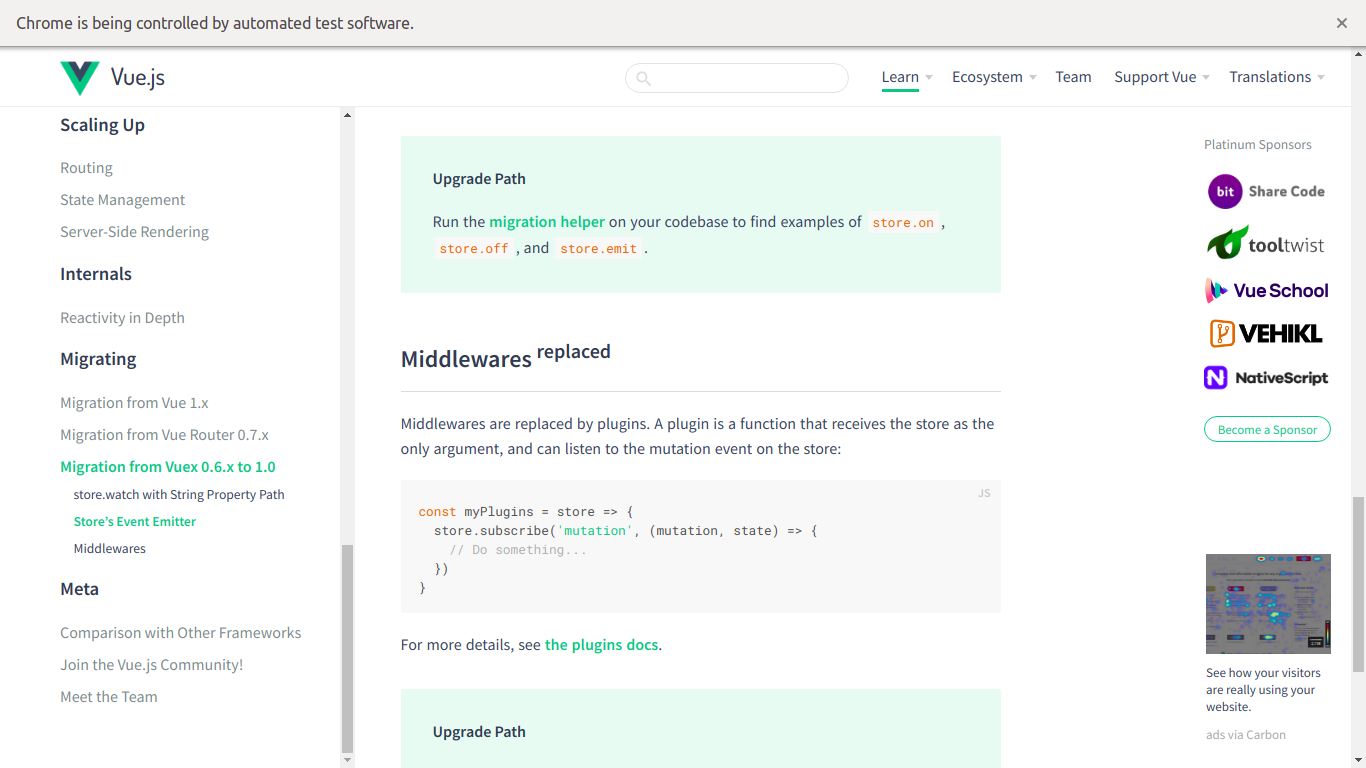 Chrome is being controlled by automated test software.
Vue.js
Learn
Ecosystem
Team
Support Vue
Translations
Scaling Up
Routing
State Management
Server-Side Rendering
Internals
Reactivity in Depth
Migrating
Migration from Vue 1.x
Migration from Vue Router 0.7.x
Migration from Vuex 0.6.x to 1.0
store.watch with String Property Path
Store’s Event Emitter
Middlewares
Meta
Comparison with Other Frameworks
Join the Vue.js Community!
Meet the Team
Upgrade Path
Run the migration helper on your codebase to find examples of store.on ,
store.off , and store.emit .
Middlewares replaced
Middlewares are replaced by plugins. A plugin is a function that receives the store as the
only argument, and can listen to the mutation event on the store:
JS
const myPlugins = store => {
store.subscribe('mutation', (mutation, state) => {
// Do something...
})
}
For more details, see the plugins docs.
Upgrade Path
Platinum Sponsors
bit Share Code
tooltwist
Vue School
VEHIKL
NativeScript
Become a Sponsor
See how your visitors
are really using your
website.
ads via Carbon